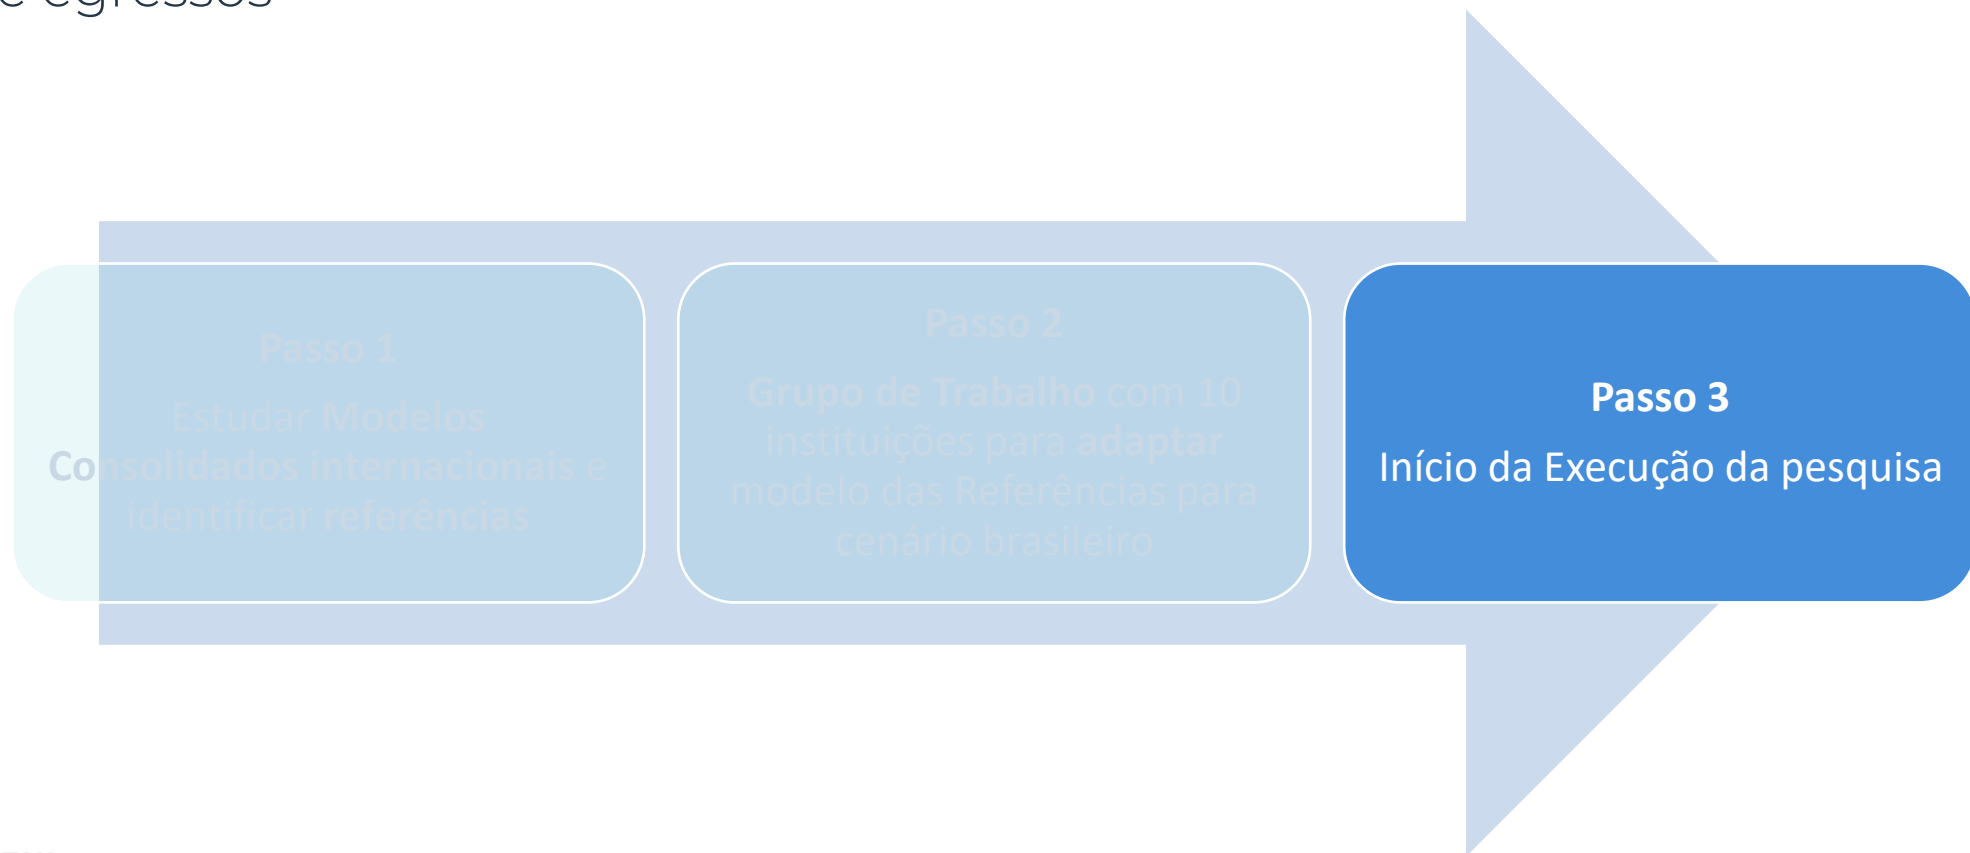 e egressos
Passo 1
Estudar Modelos
Consolidados internacionais e
identificar referências
Passo 2
Grupo de Trabalho com 10
instituições para adaptar
modelo das Referências para
cenário brasileiro
Passo 3
Início da Execução da pesquisa